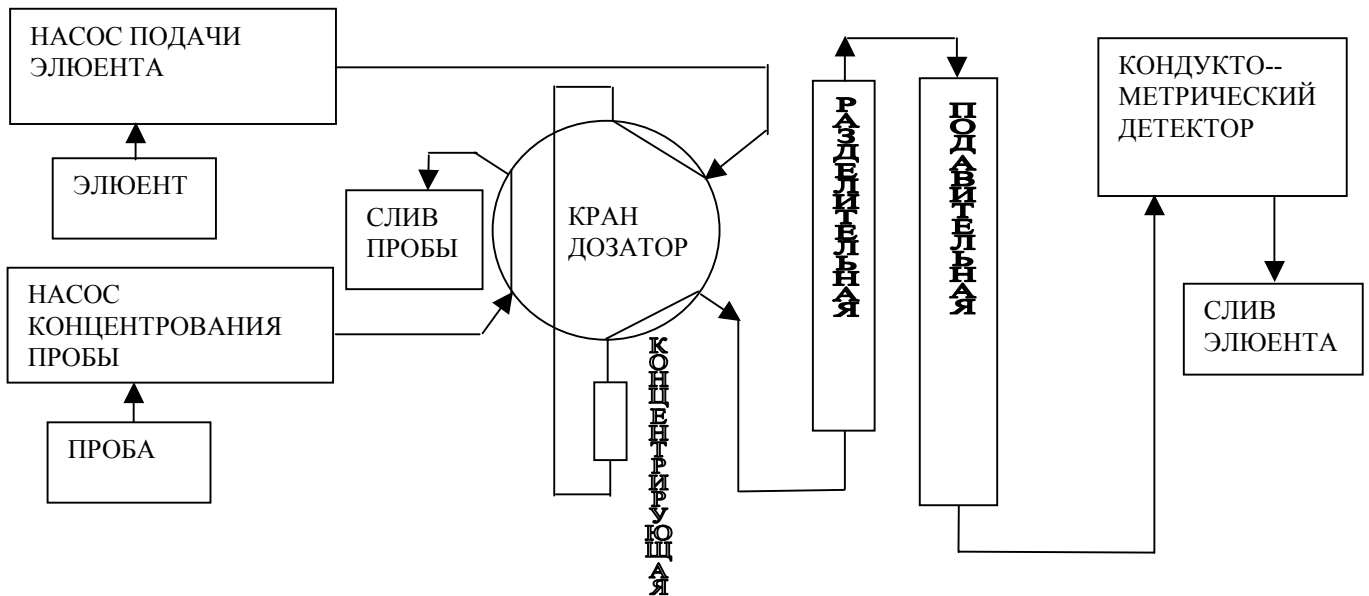 НАСОС ПОДАЧИ
ЭЛЮЕНТА
ЭЛЮЕНТ
НАСОС
КОНЦЕНТРОВАНИЯ
ПРОБЫ
ПРОБА
СЛИВ
ПРОБЫ
КРАН
ДОЗАТОР
КОНЦЕНТРИРУЮЩАЯ
РАЗДЕЛИТЕЛЬНАЯ
ПОДАВИТЕЛЬНАЯ
КОНДУКТО--
МЕТРИЧЕСКИЙ
ДЕТЕКТОР
СЛИВ
ЭЛЮЕНТА